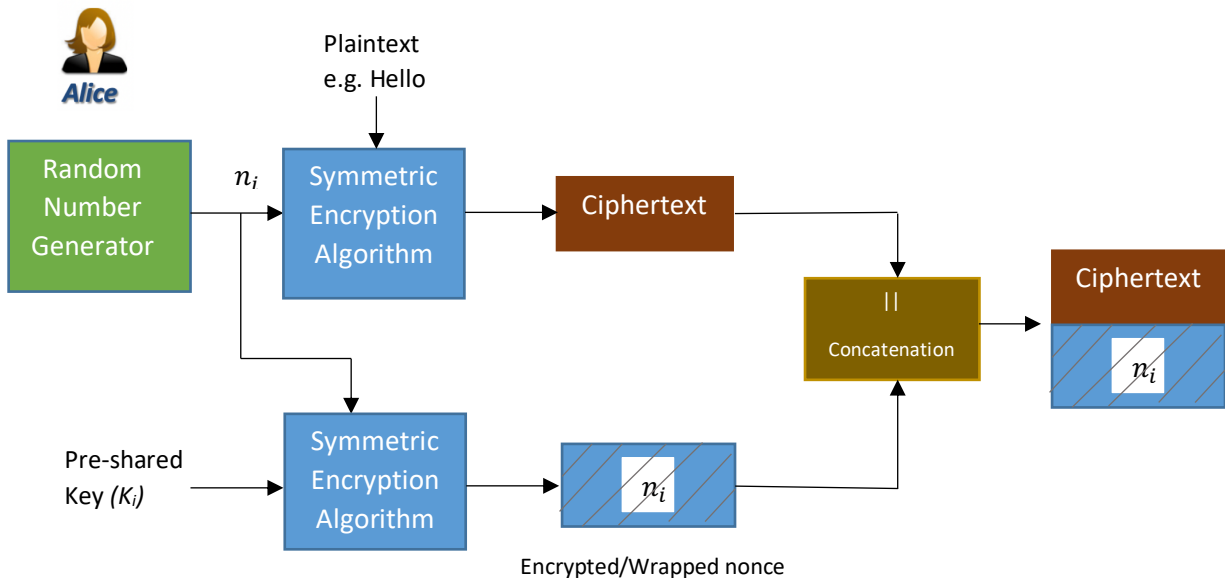 Alice
Plaintext
e.g. Hello
Random
Number
Generator
n_i
Symmetric
Encryption
Algorithm
Ciphertext
||
Concatenation
Ciphertext
n_i
Pre-shared
Key (K_i)
Symmetric
Encryption
Algorithm
n_i
Encrypted/Wrapped nonce